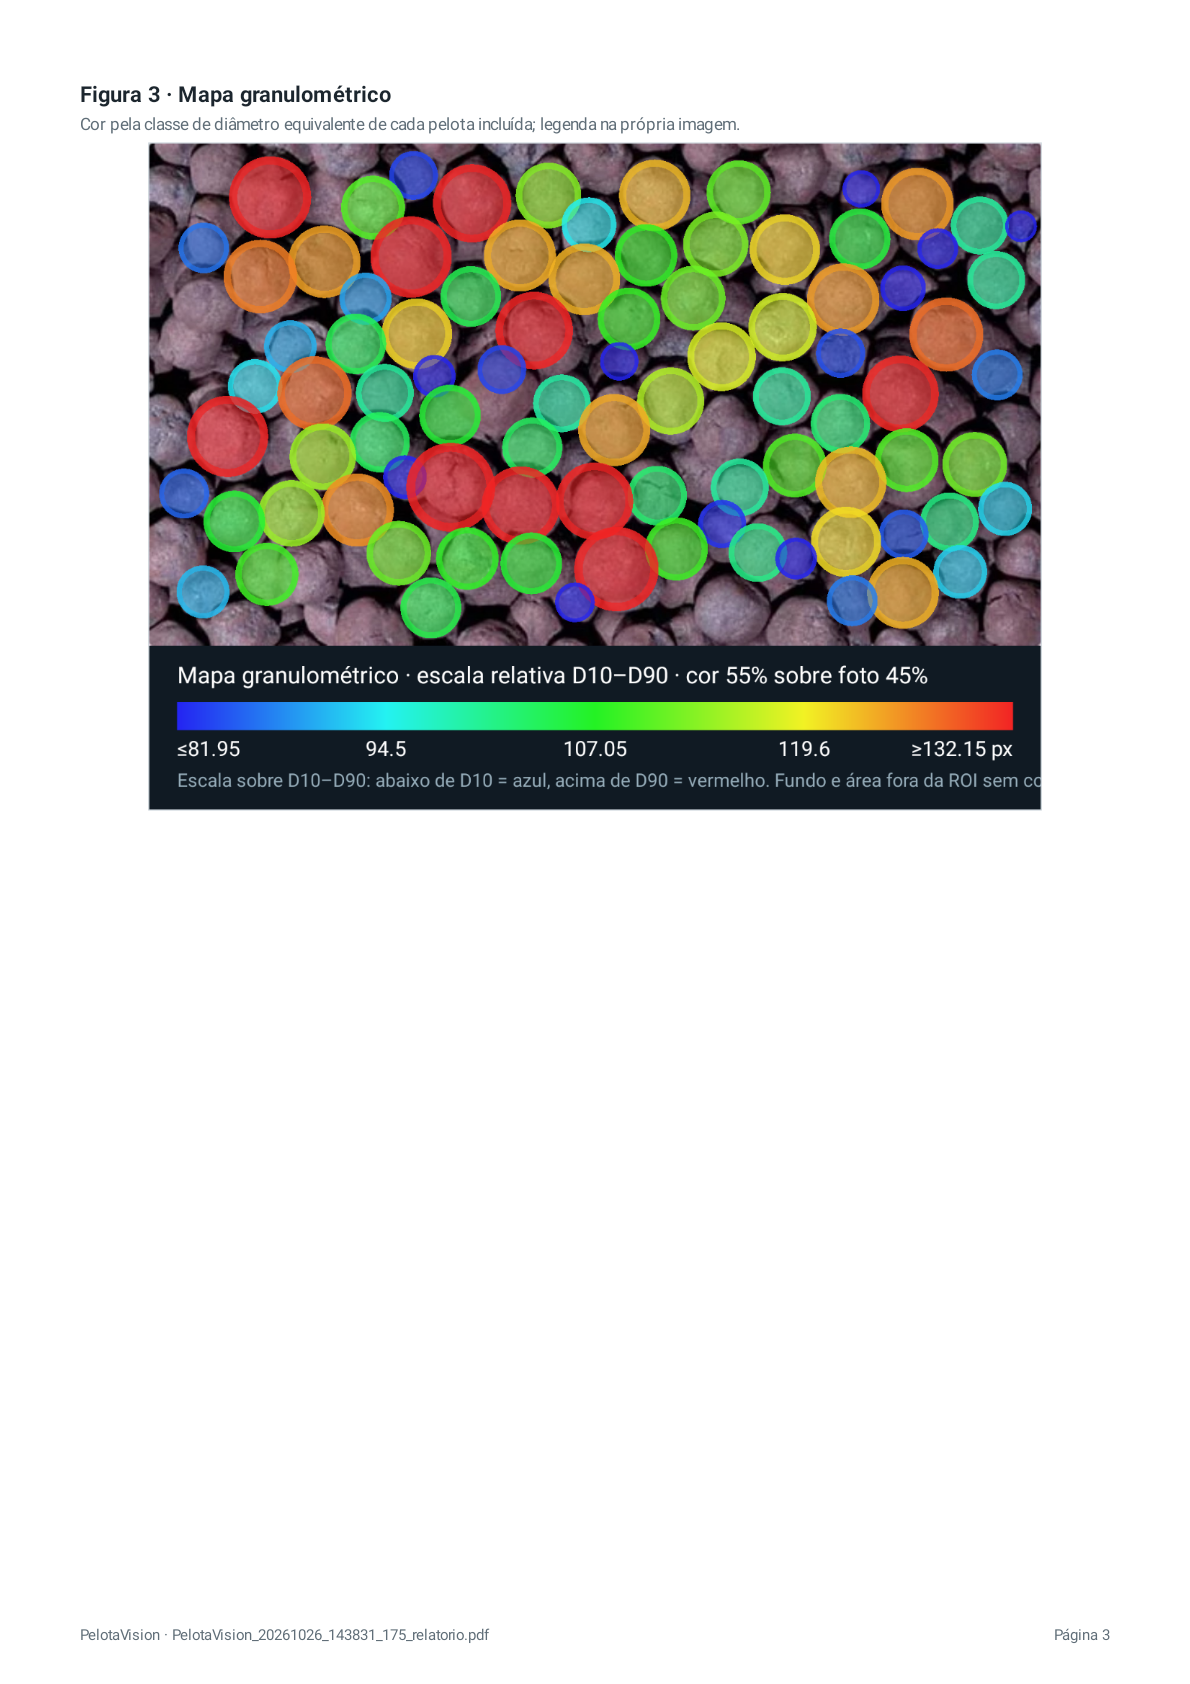 Figura 3 · Mapa granulométrico
Cor pela classe de diâmetro equivalente de cada pelota incluída; legenda na própria imagem.
Mapa granulométrico · escala relativa D10–D90 · cor 55% sobre foto 45%
≤81.95 94.5 107.05 119.6 ≥132.15 px
Escala sobre D10–D90: abaixo de D10 = azul, acima de D90 = vermelho. Fundo e área fora da ROI sem
PelotaVision · PelotaVision_20261026_143831_175_relatorio.pdf Página 3